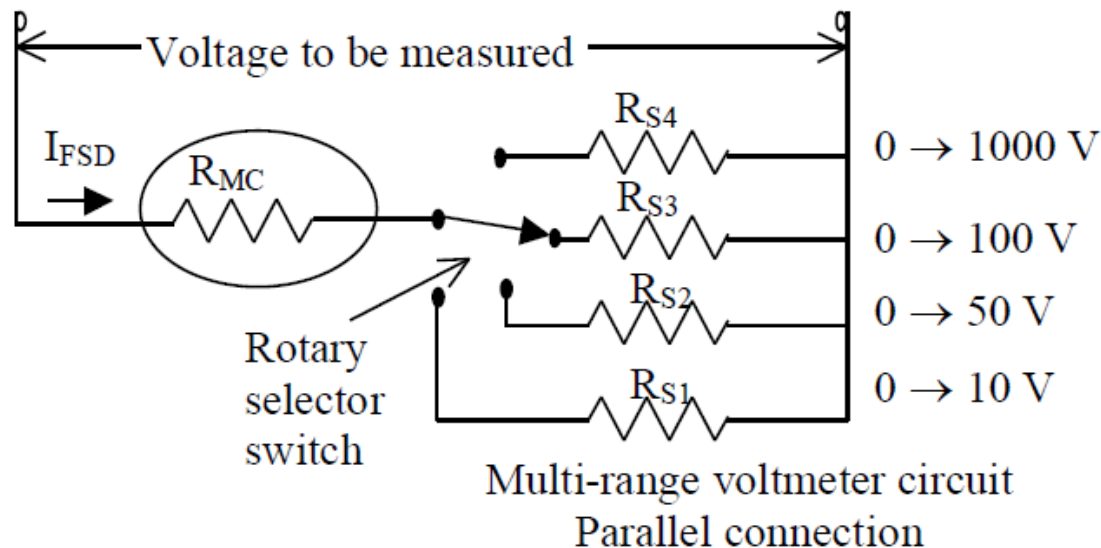 Voltage to be measured
R_S4
I_FSD
0 → 1000 V
R_MC
R_S3
0 → 100 V
R_S2
0 → 50 V
Rotary
selector
switch
R_S1
0 → 10 V
Multi-range voltmeter circuit
Parallel connection